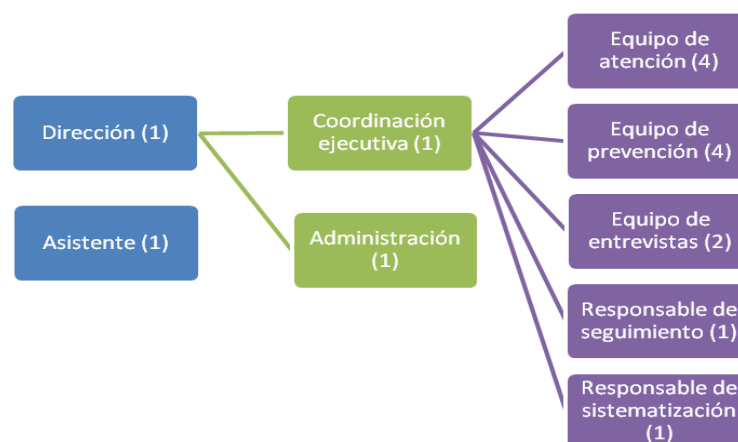 Dirección (1)
Asistente (1)
Coordinación
ejecutiva (1)
Administración
(1)
Equipo de
atención (4)
Equipo de
prevención (4)
Equipo de
entrevistas (2)
Responsable de
seguimiento (1)
Responsable de
sistematización
(1)